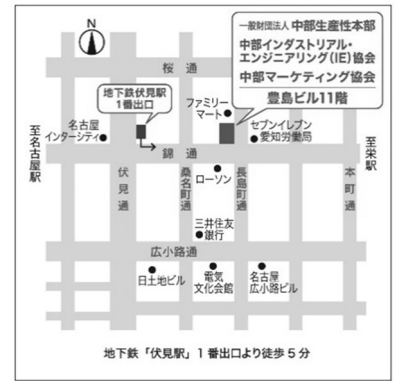 N
一般財団法人 中部生産性本部
中部インダストリアル・
エンジニアリング(IE)協会
中部マーケティング協会
豊島ビル11階
桜通
地下鉄伏見駅
1番出口
ファミリー
マート
セブンイレブン
愛知労働局
名古屋
インターシティ
至名古屋駅
至栄駅
錦通
伏見通
桑名町通
長島町通
本町通
ローソン
三井住友
銀行
広小路通
日土地ビル
電気
文化会館
名古屋
広小路ビル
地下鉄「伏見駅」1番出口より徒歩5分